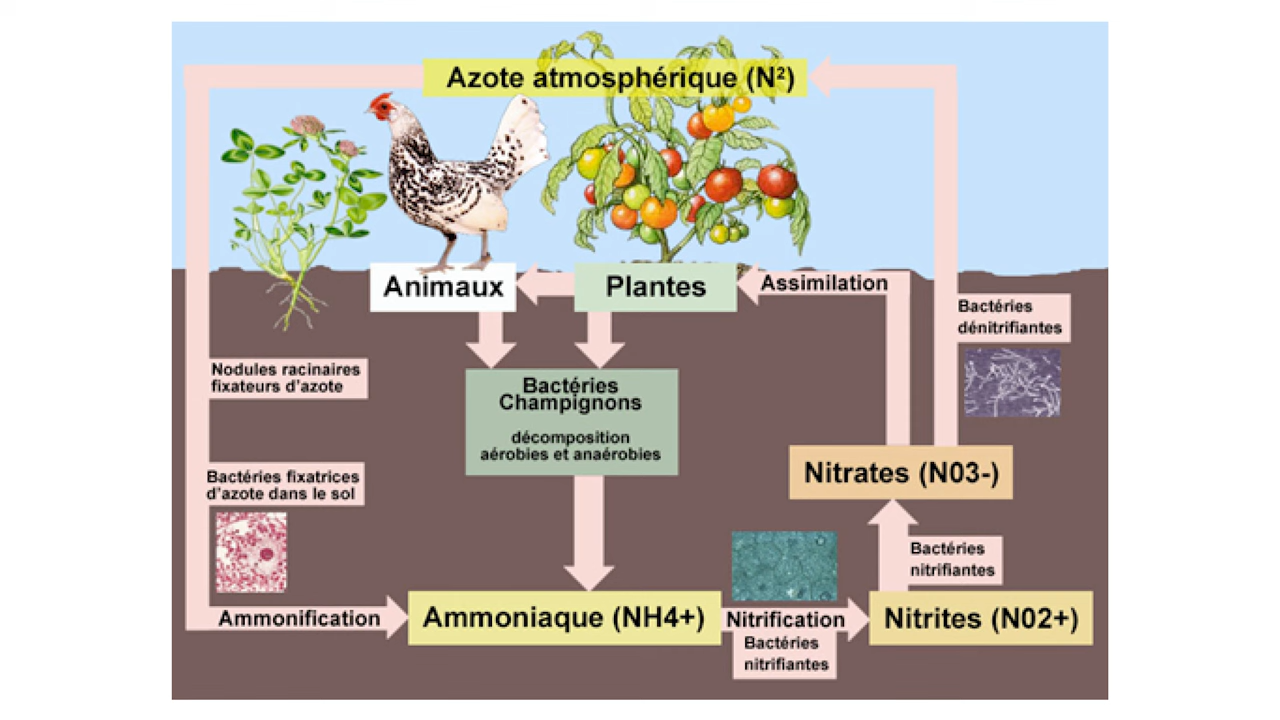 Azote atmosphérique (N²)
Animaux
Plantes
Assimilation
Bactéries
dénitrifiantes
Nodules racinaires
fixateurs d'azote
Bactéries
Champignons
décomposition
aérobies et anaérobies
Bactéries fixatrices
d'azote dans le sol
Nitrates (N03-)
Bactéries
nitrifiantes
Ammonification
Ammoniaque (NH4+)
Nitrification
Bactéries
nitrifiantes
Nitrites (N02+)